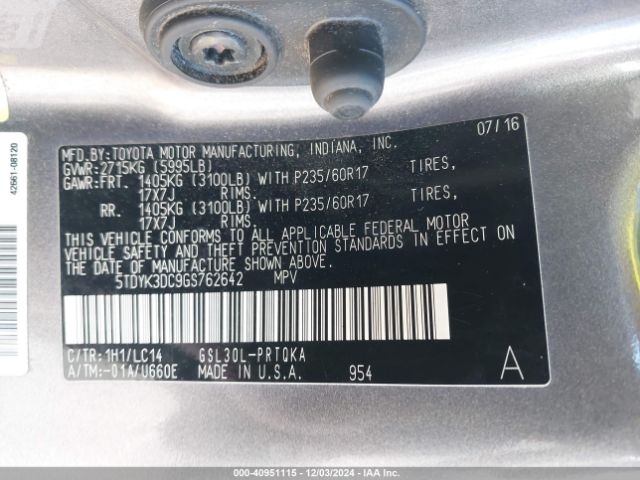 42661-08120
07/16
MFD.BY:TOYOTA MOTOR MANUFACTURING, INDIANA, INC.
GVWR:2715KG (5995LB)
GAWR:FRT. 1405KG (3100LB) WITH P235/60R17 TIRES,
17X7J RIMS.
RR. 1405KG (3100LB) WITH P235/60R17 TIRES,
17X7J RIMS.
THIS VEHICLE CONFORMS TO ALL APPLICABLE FEDERAL MOTOR
VEHICLE SAFETY AND THEFT PREVENTION STANDARDS IN EFFECT ON
THE DATE OF MANUFACTURE SHOWN ABOVE.
5TDYK3DC9GS762642 MPV
C/TR:1H1/LC14 GSL30L-PRTQKA
A/TM:-01A/U660E MADE IN U.S.A. 954 A
000-40951115 - 12/03/2024 - IAA, Inc.